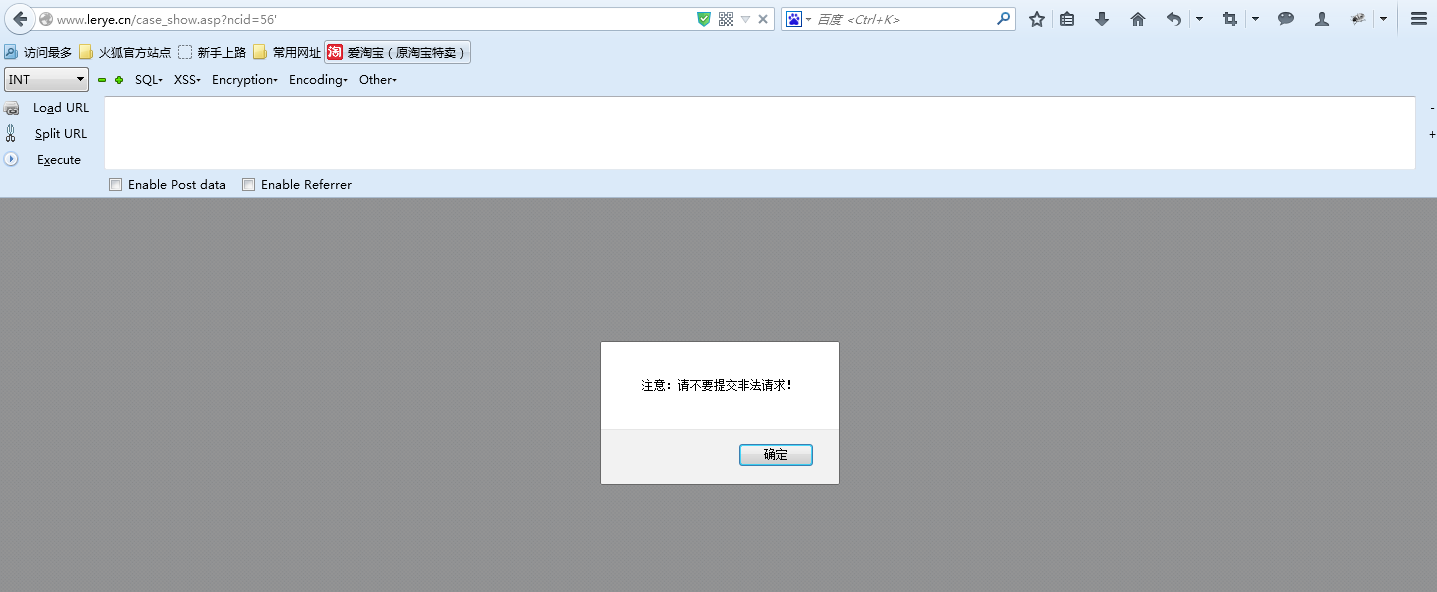 www.lerye.cn/case_show.asp?ncid=56'
百度 <Ctrl+K>
访问最多 火狐官方站点 新手上路 常用网址 淘 爱淘宝（原淘宝特卖）
INT SQL XSS Encryption Encoding Other
Load URL -
Split URL +
Execute
Enable Post data Enable Referrer
注意：请不要提交非法请求！
确定